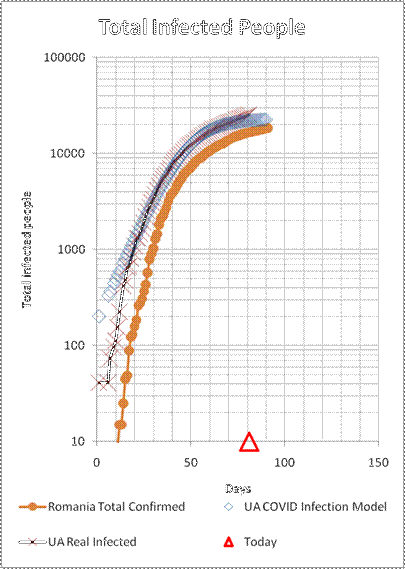 Total Infected People
100000
10000
1000
100
10
Total infected people
0 50 100 150
Days
Romania Total Confirmed
UA COVID Infection Model
UA Real Infected
Today